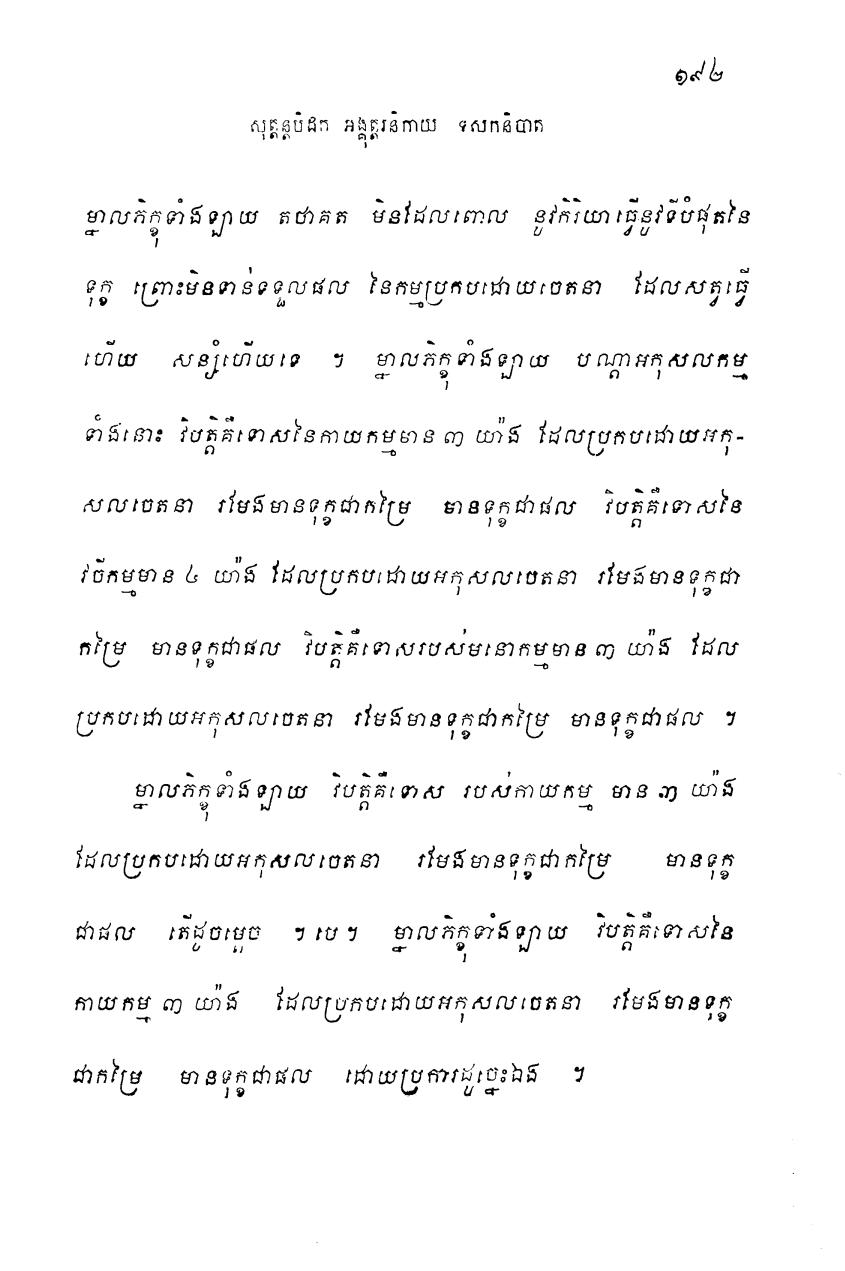 ១៩៤
សុត្តន្តបិដក អង្គុត្តរនិកាយ ទសកនិបាត
ម្នាលភិក្ខុទាំងឡាយ តថាគត មិនដែលពោល នូវកិរិយាធ្វើនូវទីបំផុតនៃ
ទុក្ខ ព្រោះមិនទាន់ទទួលផល នៃកម្មប្រកបដោយចេតនា ដែលសត្វធ្វើ
ហើយ សន្សំហើយទេ ។ ម្នាលភិក្ខុទាំងឡាយ បណ្តាអកុសលកម្ម
ទាំងនោះ វិបត្តិគឺទោសនៃកាយកម្មមាន ៣ យ៉ាង ដែលប្រកបដោយអកុ-
សលចេតនា រមែងមានទុក្ខជាកម្រៃ មានទុក្ខជាផល វិបត្តិគឺទោសនៃ
វចីកម្មមាន ៤ យ៉ាង ដែលប្រកបដោយអកុសលចេតនា រមែងមានទុក្ខជា
កម្រៃ មានទុក្ខជាផល វិបត្តិគឺទោសរបស់មនោកម្មមាន ៣ យ៉ាង ដែល
ប្រកបដោយអកុសលចេតនា រមែងមានទុក្ខជាកម្រៃ មានទុក្ខជាផល ។
ម្នាលភិក្ខុទាំងឡាយ វិបត្តិគឺទោស របស់កាយកម្ម មាន ៣ យ៉ាង
ដែលប្រកបដោយអកុសលចេតនា រមែងមានទុក្ខជាកម្រៃ មានទុក្ខ
ជាផល តើដូចម្តេច ។ បេ ។ ម្នាលភិក្ខុទាំងឡាយ វិបត្តិគឺទោសនៃ
កាយកម្ម ៣ យ៉ាង ដែលប្រកបដោយអកុសលចេតនា រមែងមានទុក្ខ
ជាកម្រៃ មានទុក្ខជាផល ដោយប្រការដូច្នេះឯង ។